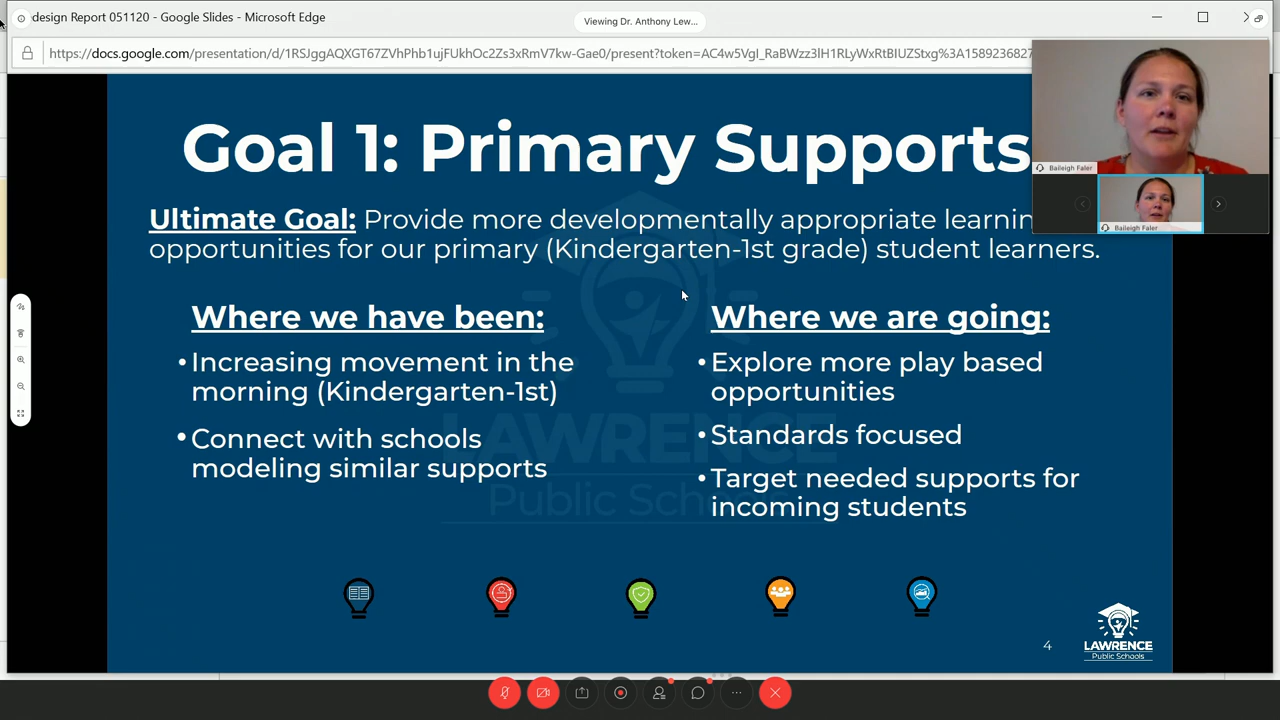 design Report 051120 - Google Slides - Microsoft Edge
Viewing Dr. Anthony Lew...
https://docs.google.com/presentation/d/1RSJggAQXGT67ZVhPhb1ujFUkhOc2Zs3xRmV7kw-Gae0/present?token=AC4w5VgI_RaBWzz3lH1RLyWxRtBIUZStxg%3A1589236827
Goal 1: Primary Supports
Baileigh Faler
Baileigh Faler
Ultimate Goal: Provide more developmentally appropriate learnin
opportunities for our primary (Kindergarten-1st grade) student learners.
Where we have been:
• Increasing movement in the
morning (Kindergarten-1st)
• Connect with schools
modeling similar supports
Where we are going:
• Explore more play based
opportunities
• Standards focused
• Target needed supports for
incoming students
LAWRENCE
Public Schools
4
LAWRENCE
Public Schools